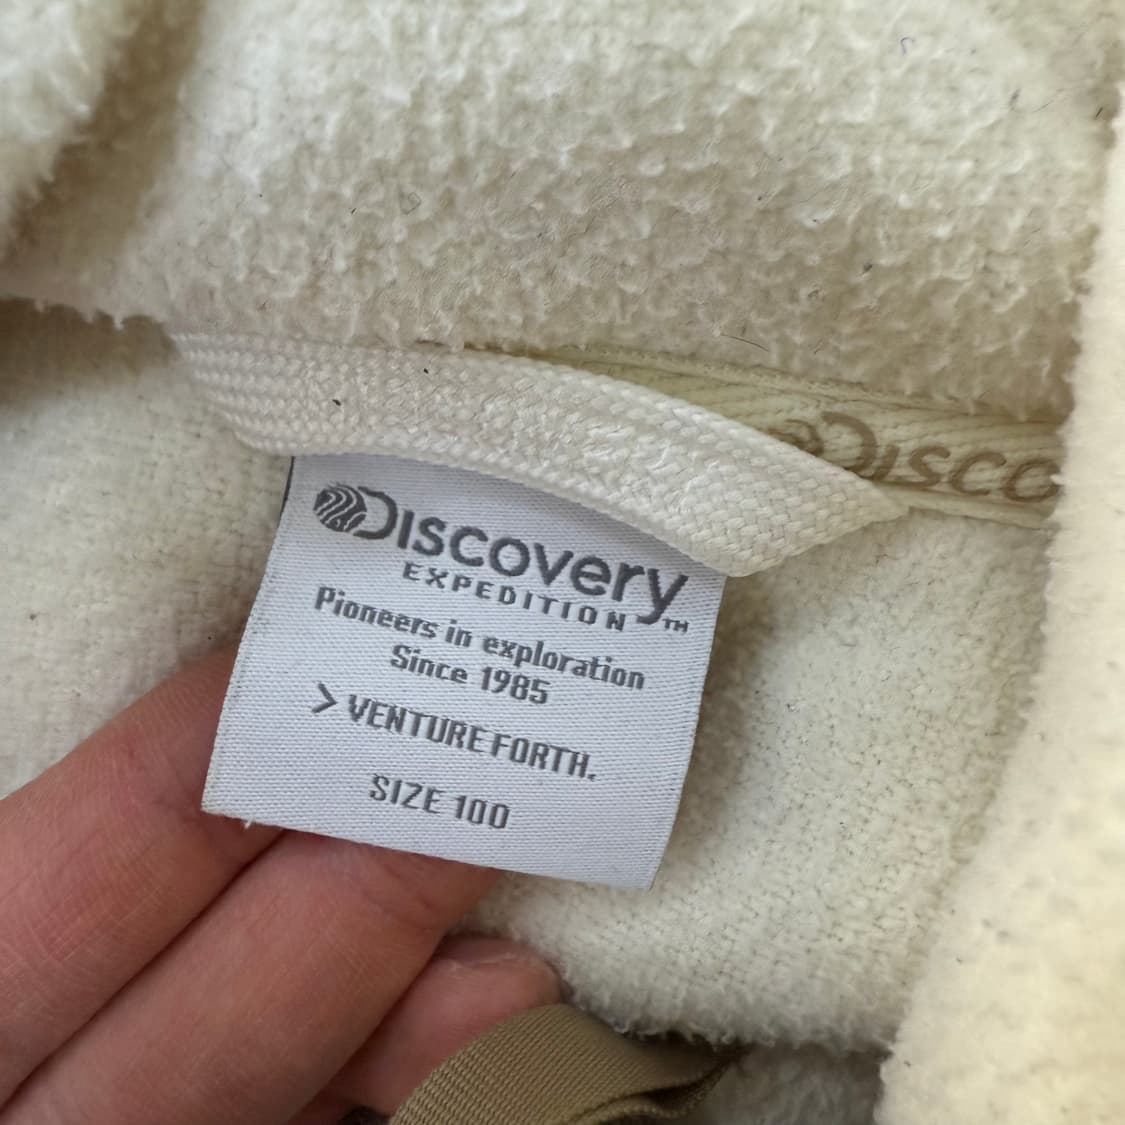 Discovery
EXPEDITION™
Pioneers in exploration
Since 1985
> VENTURE FORTH.
SIZE 100
Disco